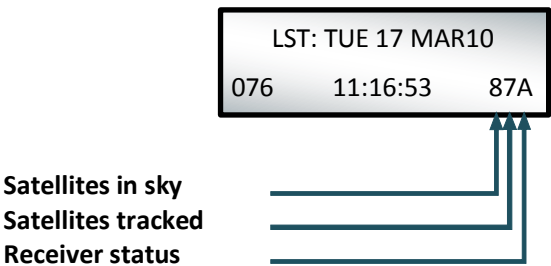 LST: TUE 17 MAR10
076 11:16:53 87A
Satellites in sky
Satellites tracked
Receiver status